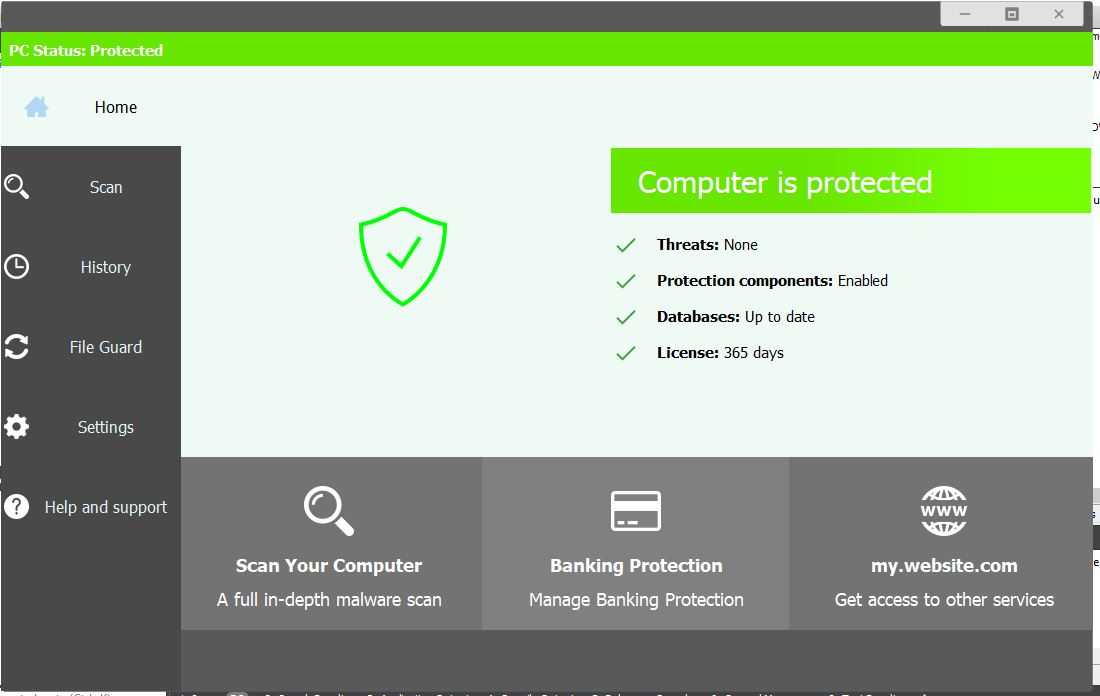 PC Status: Protected
Home
Scan
History
File Guard
Settings
Help and support
Computer is protected
Threats: None
Protection components: Enabled
Databases: Up to date
License: 365 days
Scan Your Computer
A full in-depth malware scan
Banking Protection
Manage Banking Protection
www
my.website.com
Get access to other services